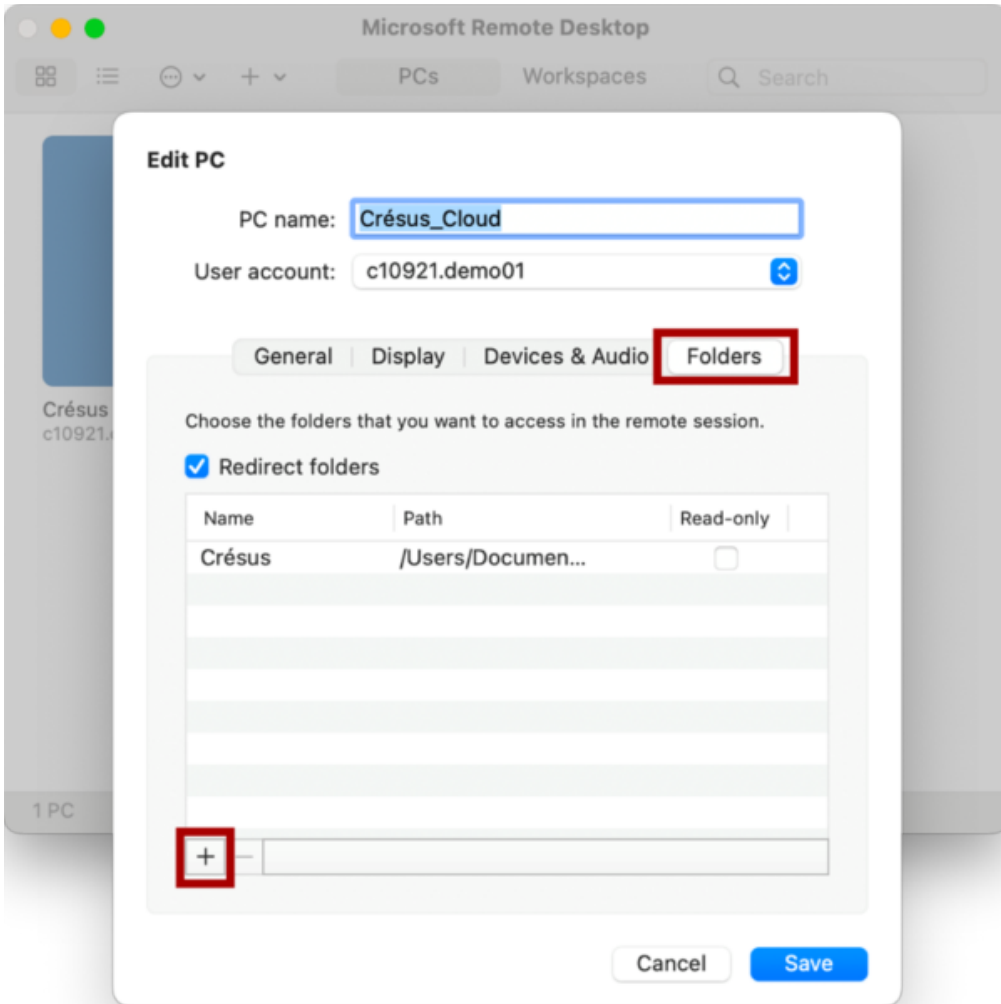 Microsoft Remote Desktop
PCs Workspaces Search
Edit PC
PC name: Crésus_Cloud
User account: c10921.demo01
General Display Devices & Audio Folders
Crésus
c10921.
Choose the folders that you want to access in the remote session.
Redirect folders
Name Path Read-only
Crésus /Users/Documen...
1 PC
Cancel Save